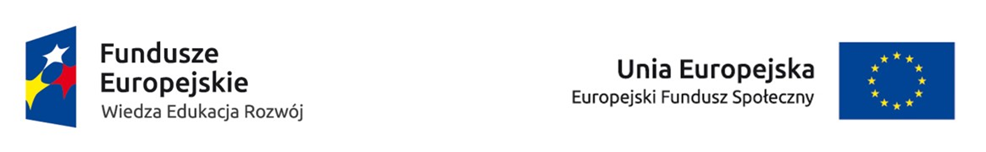 Fundusze
Europejskie
Wiedza Edukacja Rozwój
Unia Europejska
Europejski Fundusz Społeczny